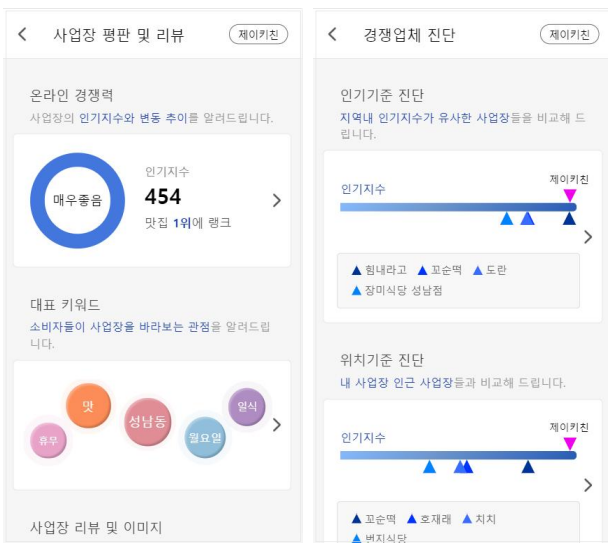 사업장 평판 및 리뷰
제이키친
온라인 경쟁력
사업장의 인기지수와 변동 추이를 알려드립니다.
매우좋음
인기지수
454
맛집 1위에 랭크
대표 키워드
소비자들이 사업장을 바라보는 관점을 알려드립
니다.
휴무
맛
성남동
월요일
일식
사업장 리뷰 및 이미지
경쟁업체 진단
제이키친
인기기준 진단
지역내 인기지수가 유사한 사업장들을 비교해 드
립니다.
인기지수
제이키친
힘내라고 꼬순떡 도란
장미식당 성남점
위치기준 진단
내 사업장 인근 사업장들과 비교해 드립니다.
인기지수
제이키친
꼬순떡 호재래 치치
번지식당